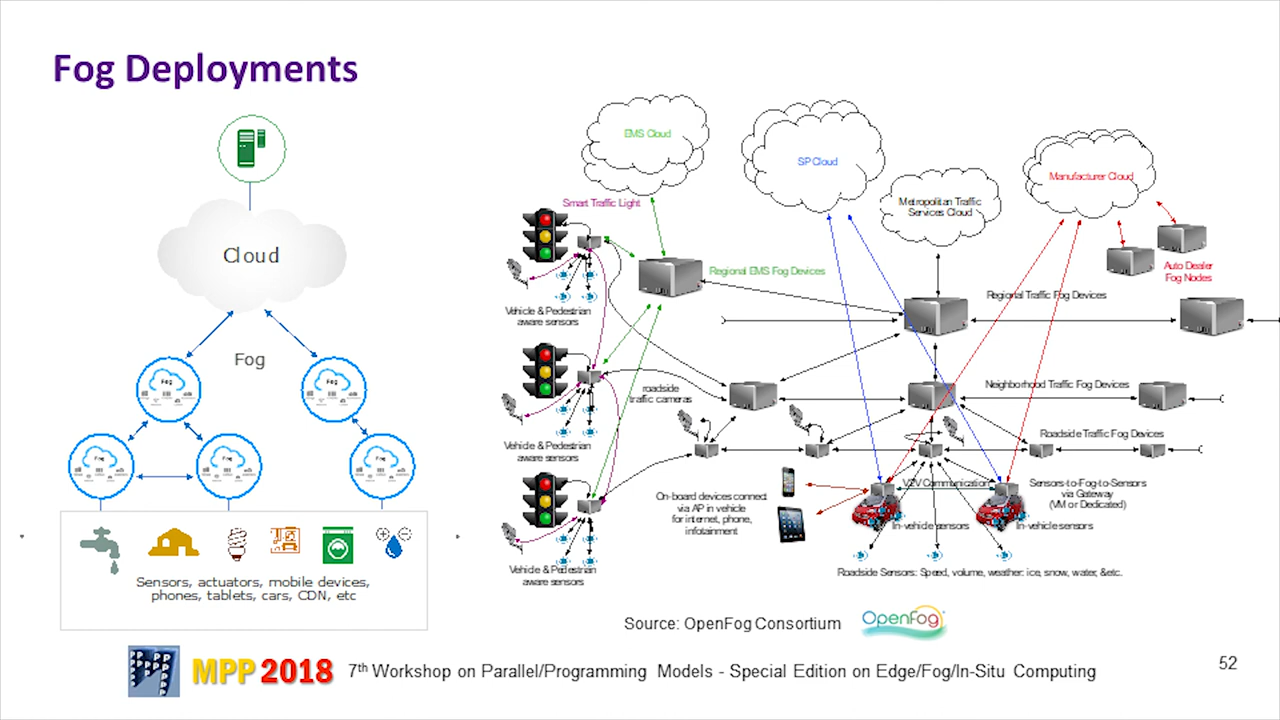 Fog Deployments
Cloud
Fog
Fog
Fog
Fog
Fog
Fog
Sensors, actuators, mobile devices,
phones, tablets, cars, CDN, etc
EMS Cloud
SP Cloud
Manufacturer Cloud
Metropolitan Traffic
Services Cloud
Smart Traffic Light
Regional EMS Fog Devices
Auto Dealer
Fog Nodes
Regional Traffic Fog Devices
Vehicle & Pedestrian
aware sensors
roadside
traffic cameras
Neighborhood Traffic Fog Devices
Roadside Traffic Fog Devices
Vehicle & Pedestrian
aware sensors
On-board devices connect
via AP in vehicle
for internet, phone,
infotainment
V2V Communication
Sensors-to-Fog-to-Sensors
via Gateway
(VM or Dedicated)
In-vehicle sensors
In-vehicle sensors
Vehicle & Pedestrian
aware sensors
Roadside Sensors: Speed, volume, weather: ice, snow, water, &etc.
Source: OpenFog Consortium
OpenFog
MPP 2018
7th Workshop on Parallel/Programming Models - Special Edition on Edge/Fog/In-Situ Computing
52